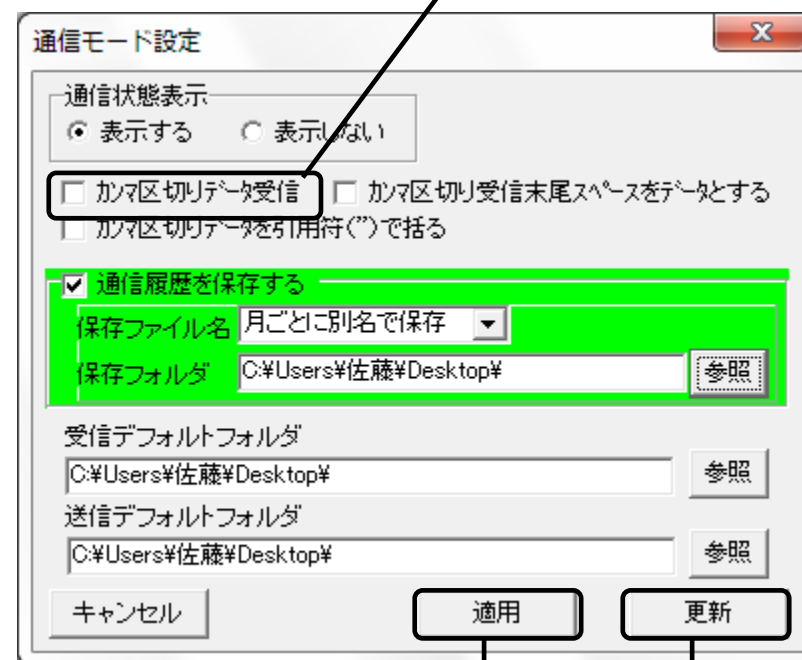 通信モード設定
通信状態表示
表示する 表示しない
ｶﾝﾏ区切りﾃﾞｰﾀ受信 ｶﾝﾏ区切り受信末尾ｽﾍﾟｰｽをﾃﾞｰﾀとする
ｶﾝﾏ区切りﾃﾞｰﾀを引用符(”)で括る
通信履歴を保存する
保存ファイル名 月ごとに別名で保存
保存フォルダ C:¥Users¥佐藤¥Desktop¥ 参照
受信デフォルトフォルダ
C:¥Users¥佐藤¥Desktop¥ 参照
送信デフォルトフォルダ
C:¥Users¥佐藤¥Desktop¥ 参照
キャンセル 適用 更新